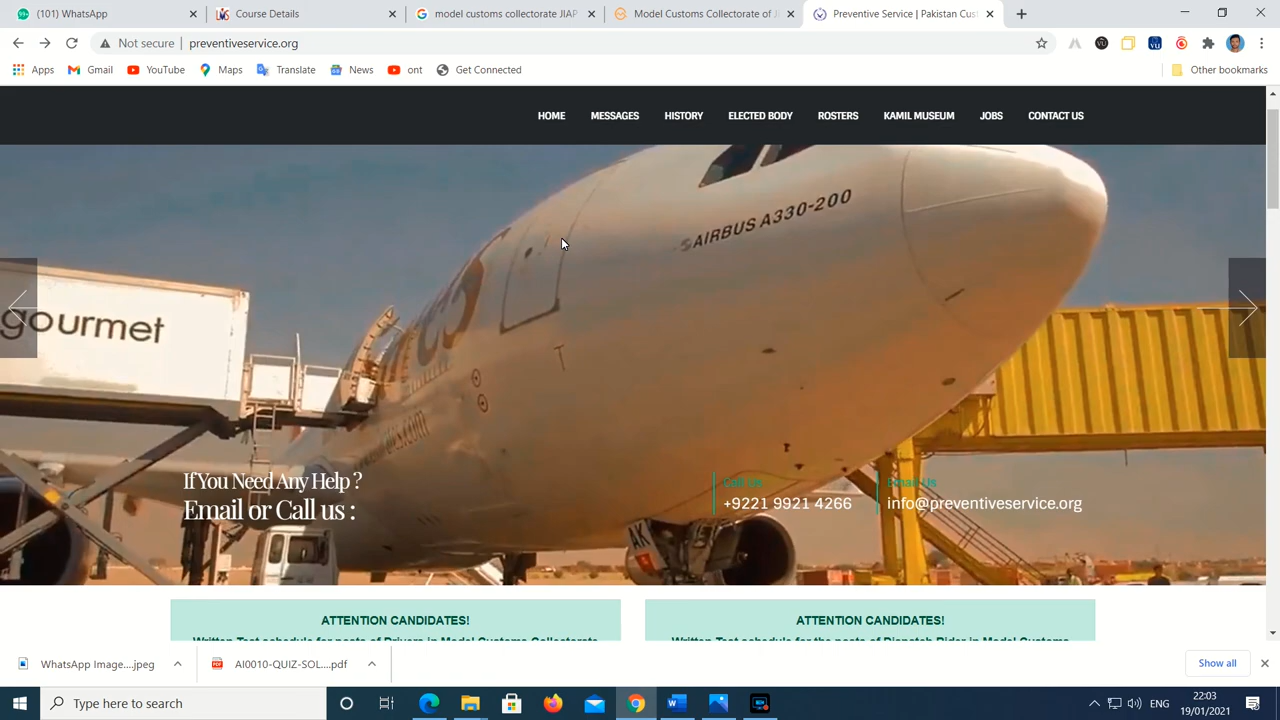 (101) WhatsApp
Course Details
model customs collectorate JIAP
Model Customs Collectorate of J
Preventive Service | Pakistan Cus
Not secure
preventiveservice.org
Apps
Gmail
YouTube
Maps
Translate
News
ont
Get Connected
Other bookmarks
HOME
MESSAGES
HISTORY
ELECTED BODY
ROSTERS
KAMIL MUSEUM
JOBS
CONTACT US
AIRBUS A330-200
gourmet
If You Need Any Help ?
Email or Call us :
Call Us
+9221 9921 4266
Email Us
info@preventiveservice.org
AK
ATTENTION CANDIDATES!
Written Test schedule for posts of Drivers in Model Customs Collectorate
ATTENTION CANDIDATES!
Written Test schedule for the posts of Dispatch Rider in Model Customs
WhatsApp Image....jpeg
AI0010-QUIZ-SOL....pdf
Show all
Type here to search
ENG
22:03
19/01/2021